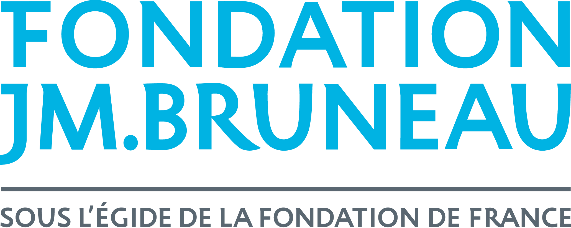 FONDATION
JM.BRUNEAU
SOUS L'ÉGIDE DE LA FONDATION DE FRANCE